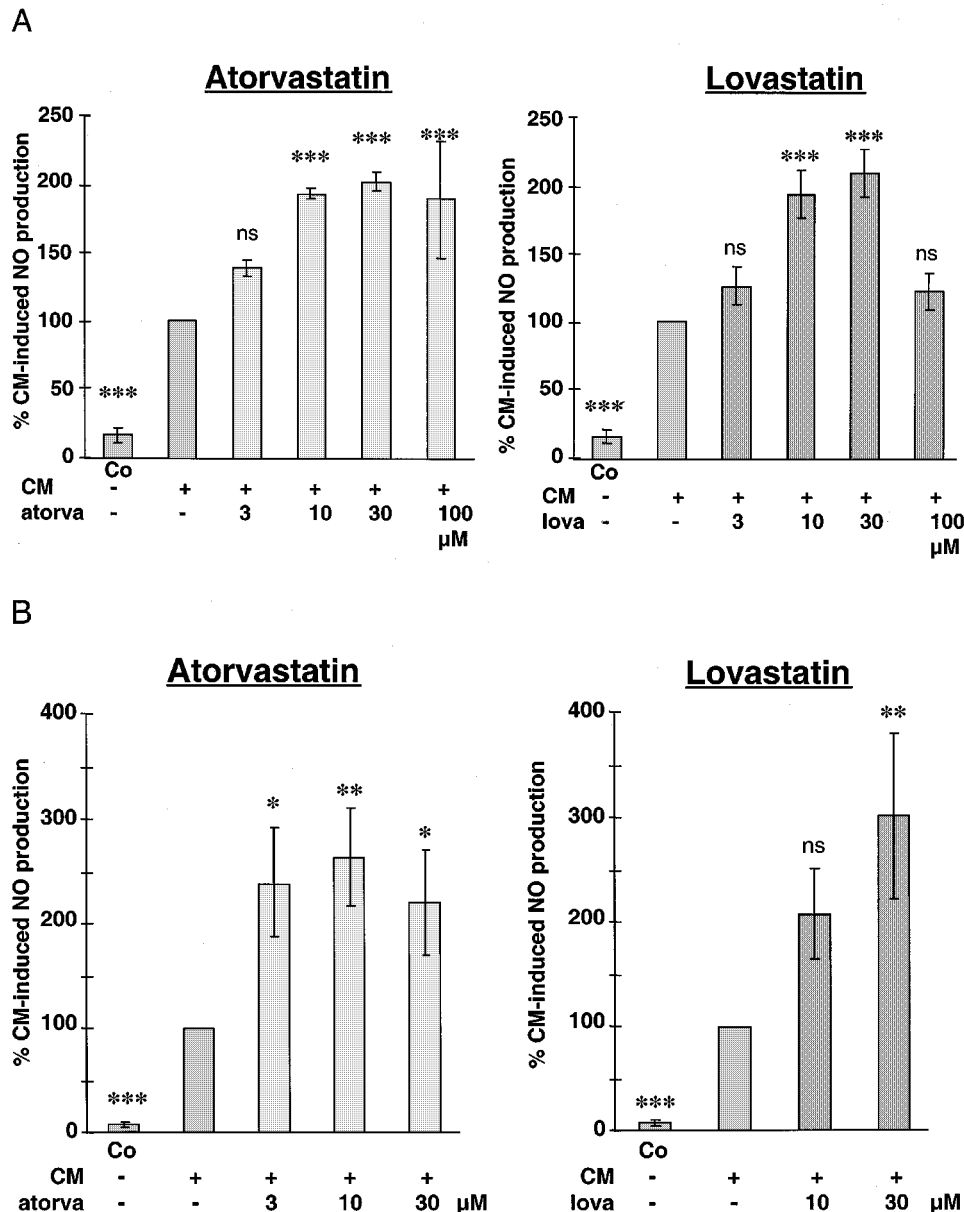 A
Atorvastatin
% CM-induced NO production
250
200
150
100
50
0
***
ns
***
***
***
Co
CM - + + + + +
atorva - - 3 10 30 100
µM
Lovastatin
% CM-induced NO production
250
200
150
100
50
0
***
ns
***
***
ns
Co
CM - + + + + +
lova - - 3 10 30 100
µM
B
Atorvastatin
% CM-induced NO production
400
300
200
100
0
***
*
**
*
Co
CM - + + + +
atorva - - 3 10 30 µM
Lovastatin
% CM-induced NO production
400
300
200
100
0
***
ns
**
Co
CM - + + +
lova - - 10 30 µM